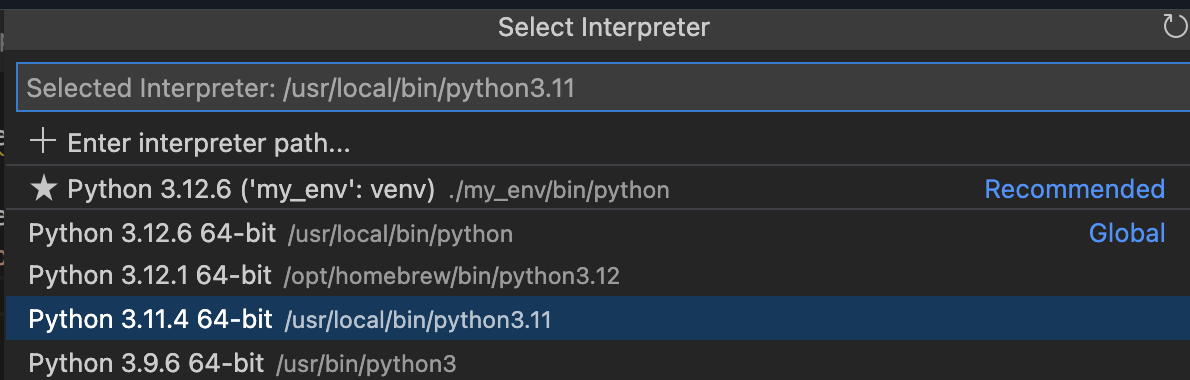 Select Interpreter
Selected Interpreter: /usr/local/bin/python3.11
+ Enter interpreter path...
★ Python 3.12.6 ('my_env': venv) ./my_env/bin/python Recommended
Python 3.12.6 64-bit /usr/local/bin/python Global
Python 3.12.1 64-bit /opt/homebrew/bin/python3.12
Python 3.11.4 64-bit /usr/local/bin/python3.11
Python 3.9.6 64-bit /usr/bin/python3